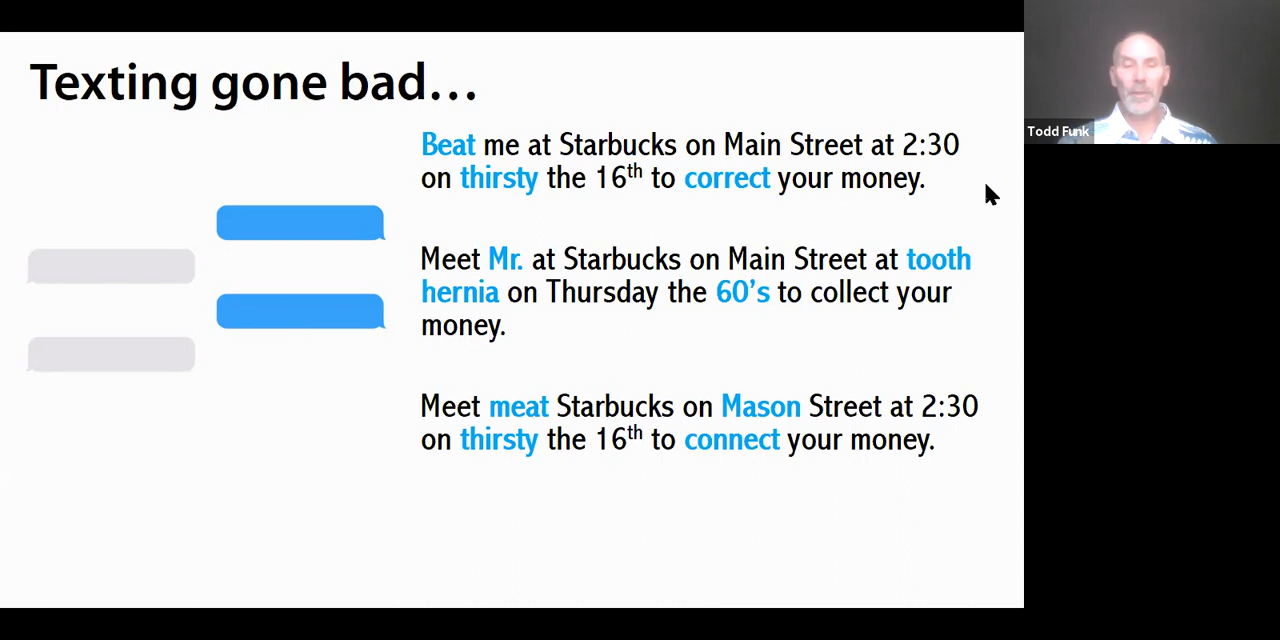 Texting gone bad…
Beat me at Starbucks on Main Street at 2:30
on thirsty the 16th to correct your money.
Meet Mr. at Starbucks on Main Street at tooth
hernia on Thursday the 60's to collect your
money.
Meet meat Starbucks on Mason Street at 2:30
on thirsty the 16th to connect your money.
Todd Funk